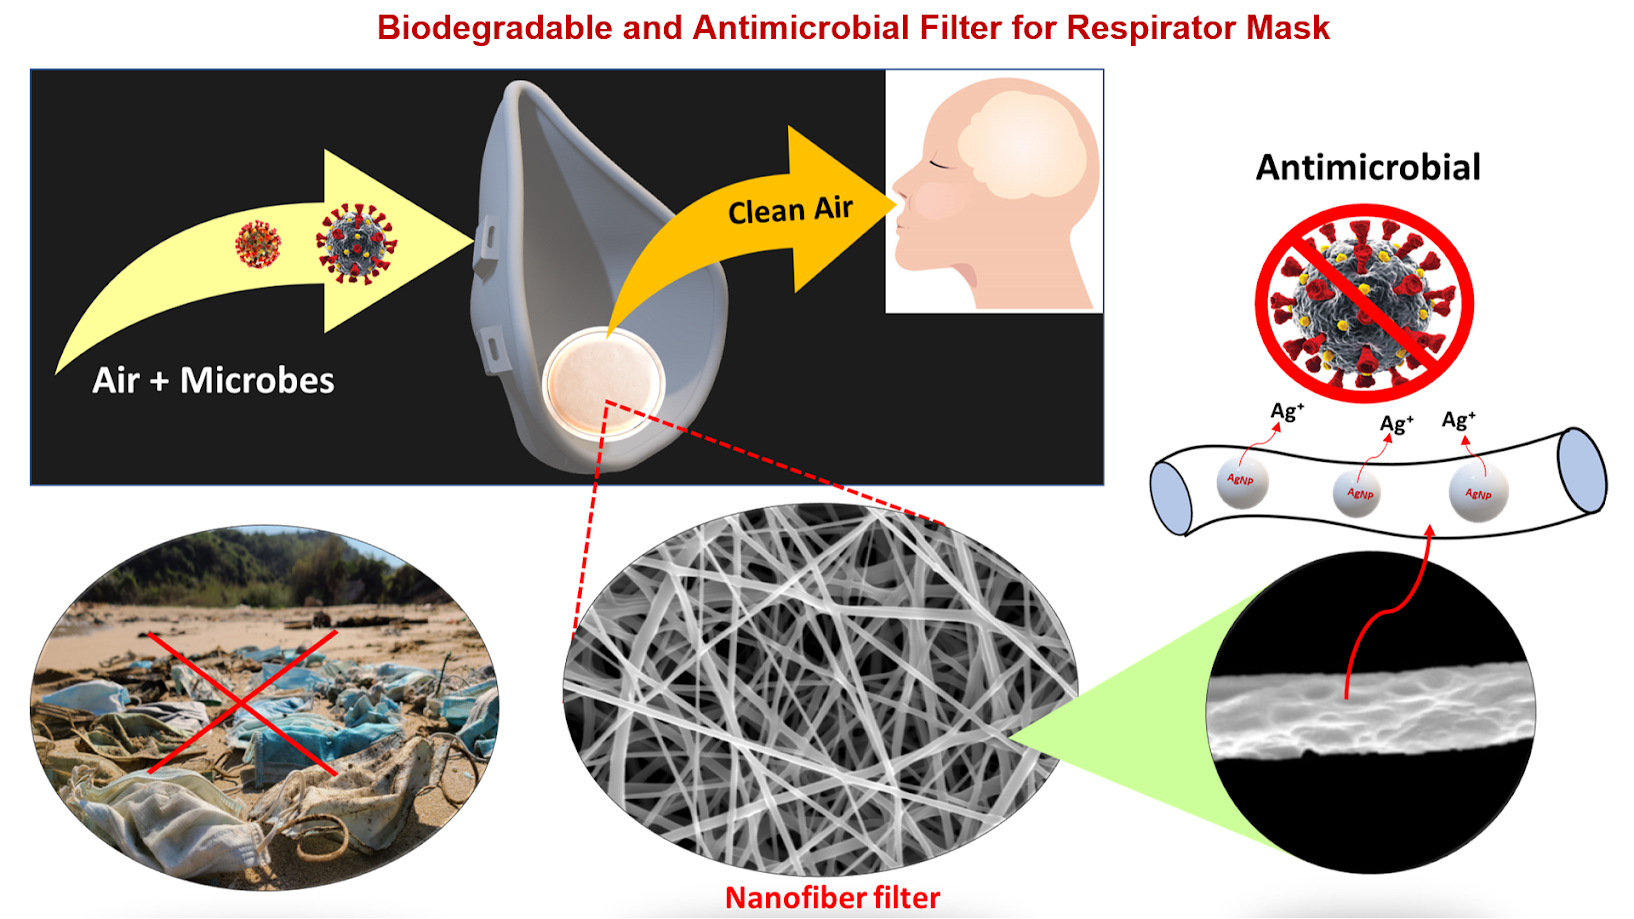 Biodegradable and Antimicrobial Filter for Respirator Mask
Air + Microbes
Clean Air
Antimicrobial
Ag⁺
Ag⁺
Ag⁺
AgNP
AgNP
AgNP
Nanofiber filter